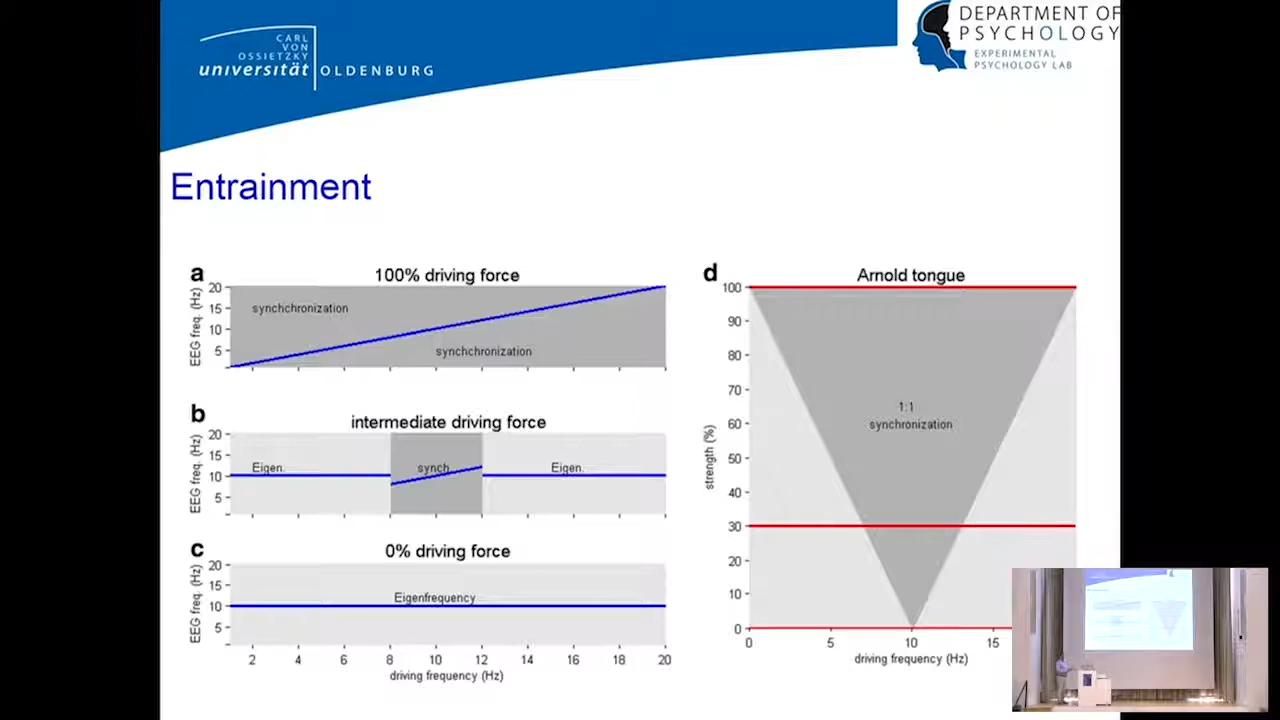 CARL
VON
OSSIETZKY
universität OLDENBURG
DEPARTMENT OF
PSYCHOLOGY
EXPERIMENTAL
PSYCHOLOGY LAB
Entrainment
a
100% driving force
EEG freq. (Hz)
20
15
10
5
synchchronization
synchchronization
b
intermediate driving force
EEG freq. (Hz)
20
15
10
5
Eigen.
synch
Eigen.
c
0% driving force
EEG freq. (Hz)
20
15
10
5
Eigenfrequency
2 4 6 8 10 12 14 16 18 20
driving frequency (Hz)
d
Arnold tongue
strength (%)
100
90
80
70
60
50
40
30
20
10
0
1:1
synchronization
0 5 10 15
driving frequency (Hz)